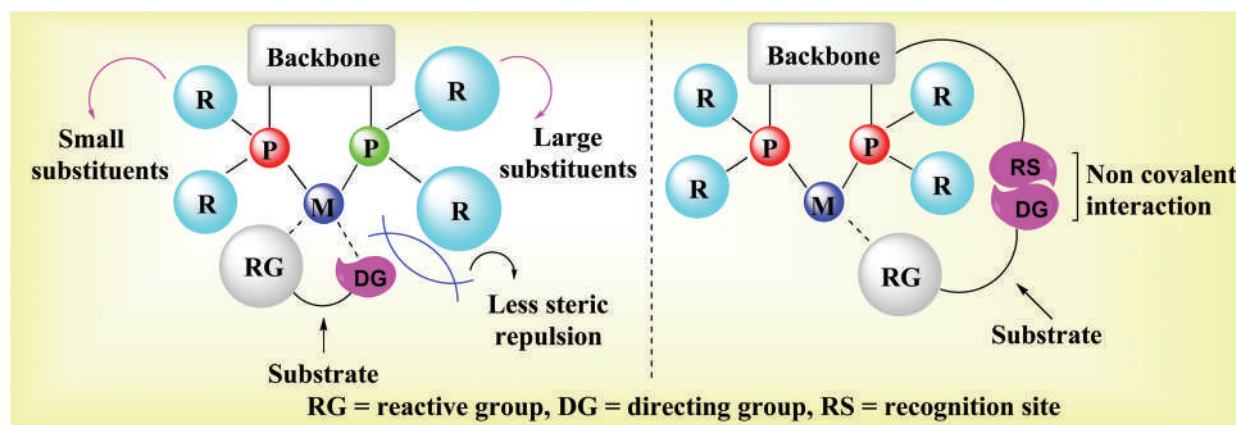 Backbone
R
R
P
P
Small
substituents
Large
substituents
R
M
R
RG
DG
Less steric
repulsion
Substrate
Backbone
R
R
P
P
RS
DG
Non covalent
interaction
R
M
R
RG
Substrate
RG = reactive group, DG = directing group, RS = recognition site